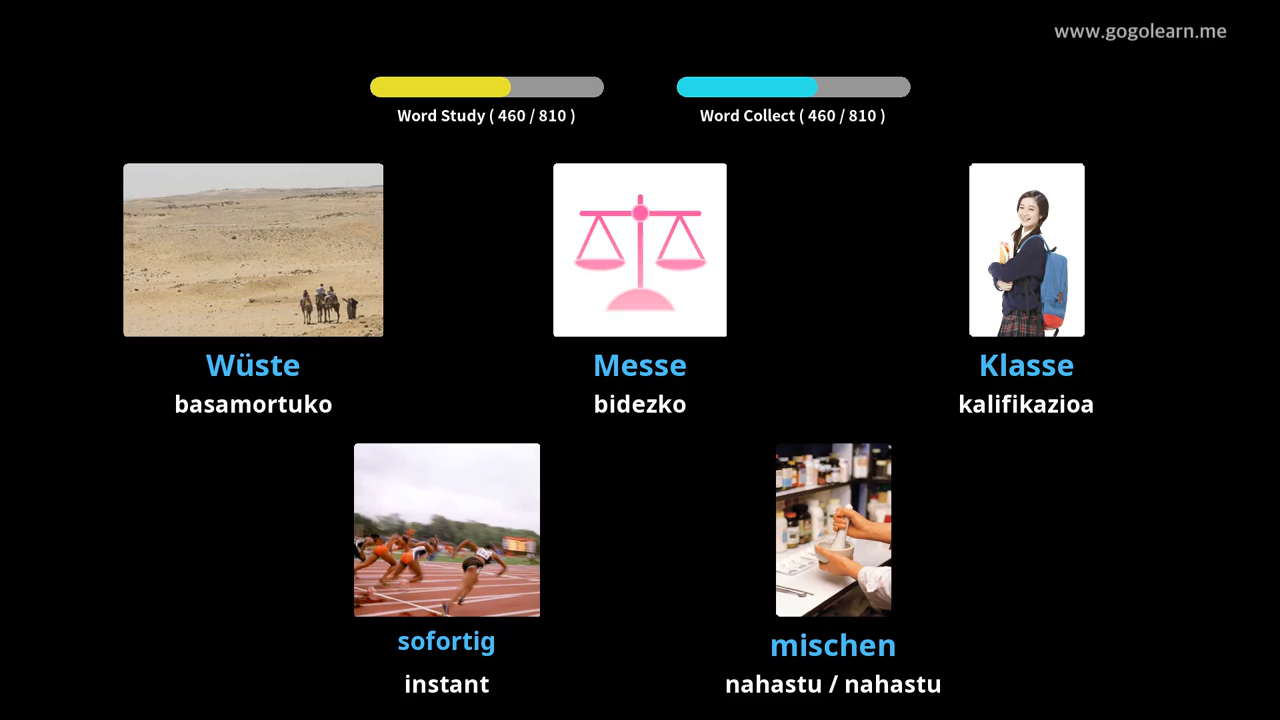 www.gogolearn.me
Word Study ( 460 / 810 )
Word Collect ( 460 / 810 )
Wüste
basamortuko
Messe
bidezko
Klasse
kalifikazioa
sofortig
instant
mischen
nahastu / nahastu